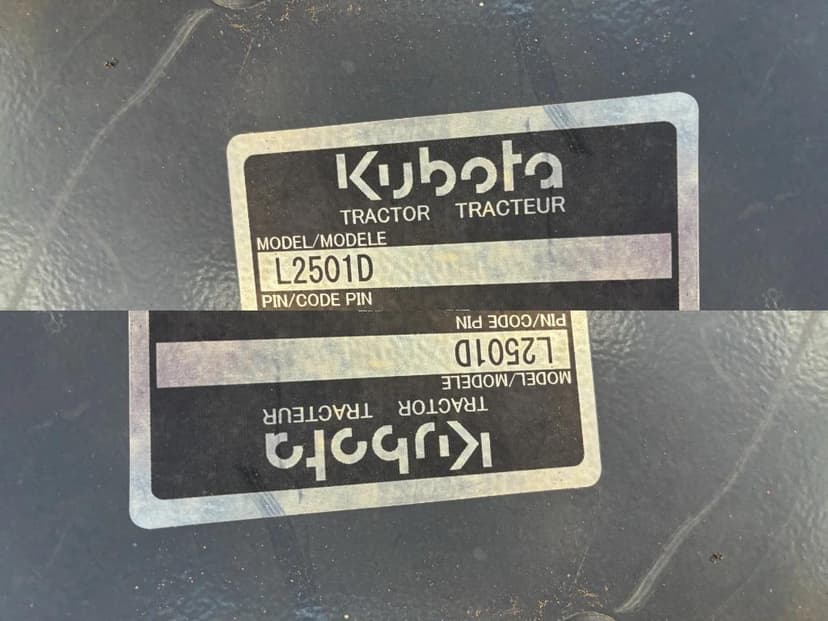 Kubota
TRACTOR TRACTEUR
MODEL/MODELE
L2501D
PIN/CODE PIN
PIN/CODE PIN
L2501D
MODEL/MODELE
TRACTOR TRACTEUR
Kubota